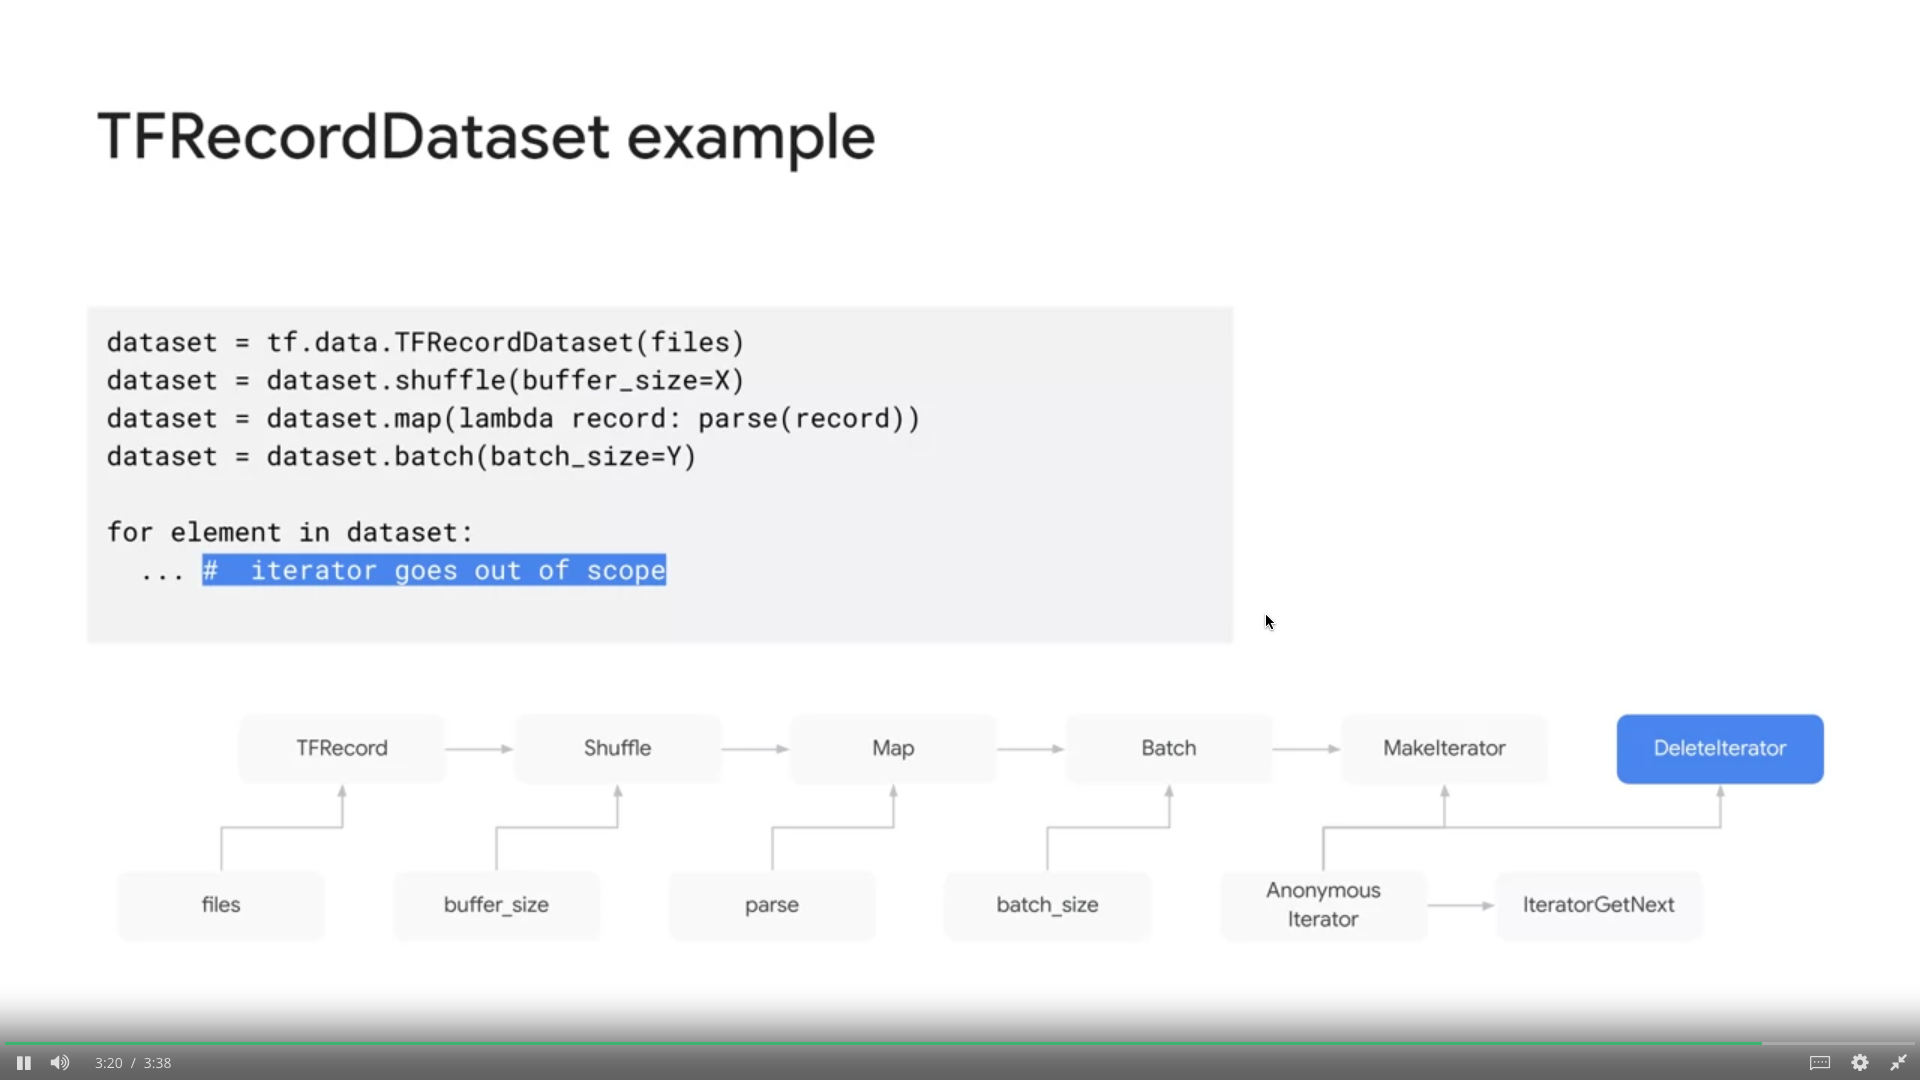 TFRecordDataset example
dataset = tf.data.TFRecordDataset(files)
dataset = dataset.shuffle(buffer_size=X)
dataset = dataset.map(lambda record: parse(record))
dataset = dataset.batch(batch_size=Y)
for element in dataset:
... #  iterator goes out of scope
TFRecord
Shuffle
Map
Batch
MakeIterator
DeleteIterator
files
buffer_size
parse
batch_size
Anonymous
Iterator
IteratorGetNext
3:20 / 3:38